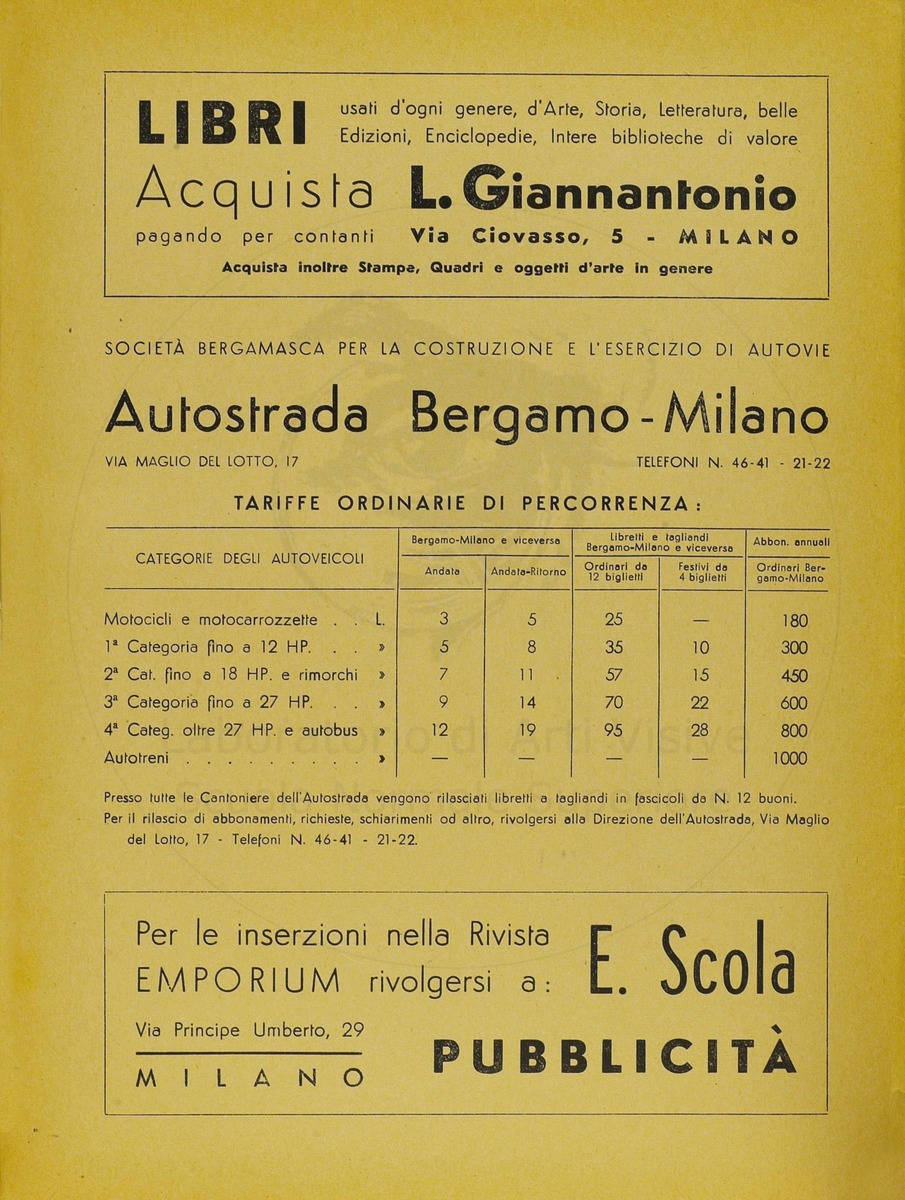 LIBRI usati d'ogni genere, d'Arte, Storia, Letteratura, belle
Edizioni, Enciclopedie, Intere biblioteche di valore
Acquista L. Giannantonio
pagando per contanti Via Ciovasso, 5 - MILANO
Acquista inoltre Stampe, Quadri e oggetti d'arte in genere
SOCIETÀ BERGAMASCA PER LA COSTRUZIONE E L'ESERCIZIO DI AUTOVIE
Autostrada Bergamo - Milano
VIA MAGLIO DEL LOTTO, 17 TELEFONI N. 46-41 - 21-22
TARIFFE ORDINARIE DI PERCORRENZA :
CATEGORIE DEGLI AUTOVEICOLI
Bergamo-Milano e viceversa
Andata Andata-Ritorno
Libretti e tagliandi
Bergamo-Milano e viceversa
Ordinari da
12 biglietti
Festivi da
4 biglietti
Abbon. annuali
Ordinari Ber-
gamo-Milano
Motocicli e motocarrozzette . . L. 3 5 25 — 180
1ª Categoria fino a 12 HP. . . » 5 8 35 10 300
2ª Cat. fino a 18 HP. e rimorchi » 7 11 57 15 450
3ª Categoria fino a 27 HP. . . » 9 14 70 22 600
4ª Categ. oltre 27 HP. e autobus » 12 19 95 28 800
Autotreni . . . . . . . . . » — — — — 1000
Presso tutte le Cantoniere dell'Autostrada vengono rilasciati libretti a tagliandi in fascicoli da N. 12 buoni.
Per il rilascio di abbonamenti, richieste, schiarimenti od altro, rivolgersi alla Direzione dell'Autostrada, Via Maglio
del Lotto, 17 - Telefoni N. 46-41 - 21-22.
Per le inserzioni nella Rivista
EMPORIUM rivolgersi a : E. Scola
Via Principe Umberto, 29
MILANO
PUBBLICITÀ